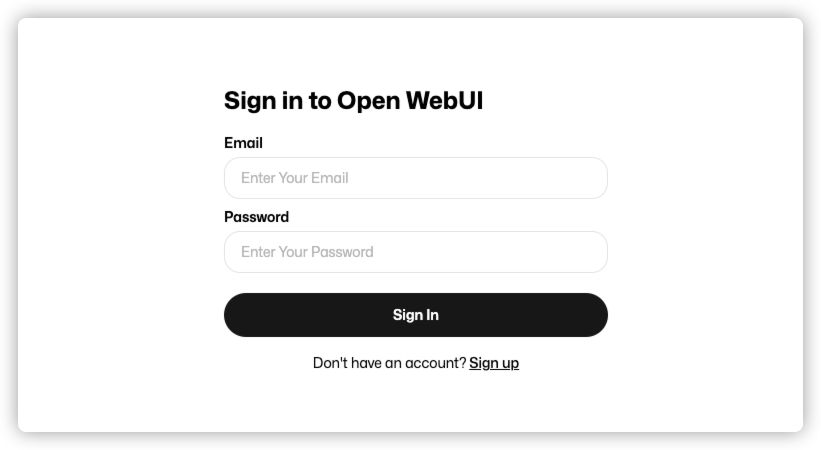 Sign in to Open WebUI
Email
Enter Your Email
Password
Enter Your Password
Sign In
Don't have an account? Sign up